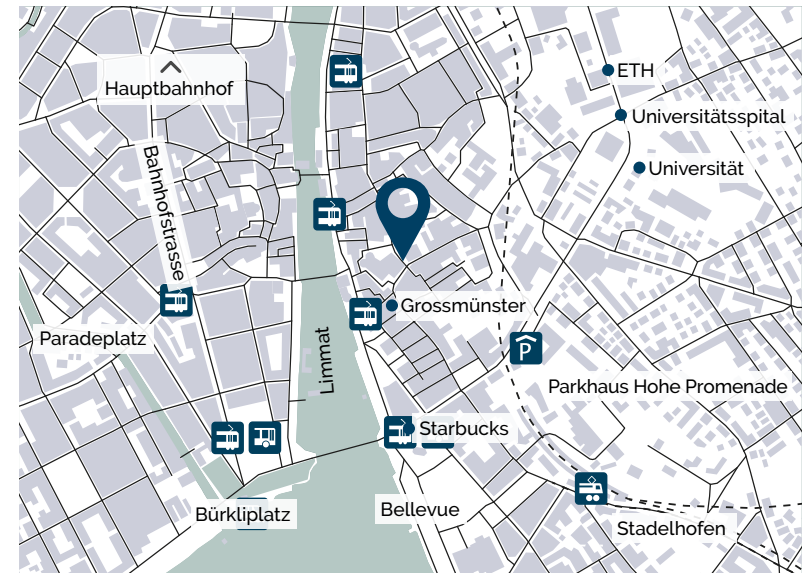 ETH
Hauptbahnhof
Universitätsspital
Universität
Bahnhofstrasse
Grossmünster
Paradeplatz
Limmat
P
Parkhaus Hohe Promenade
Starbucks
Bürkliplatz
Bellevue
Stadelhofen